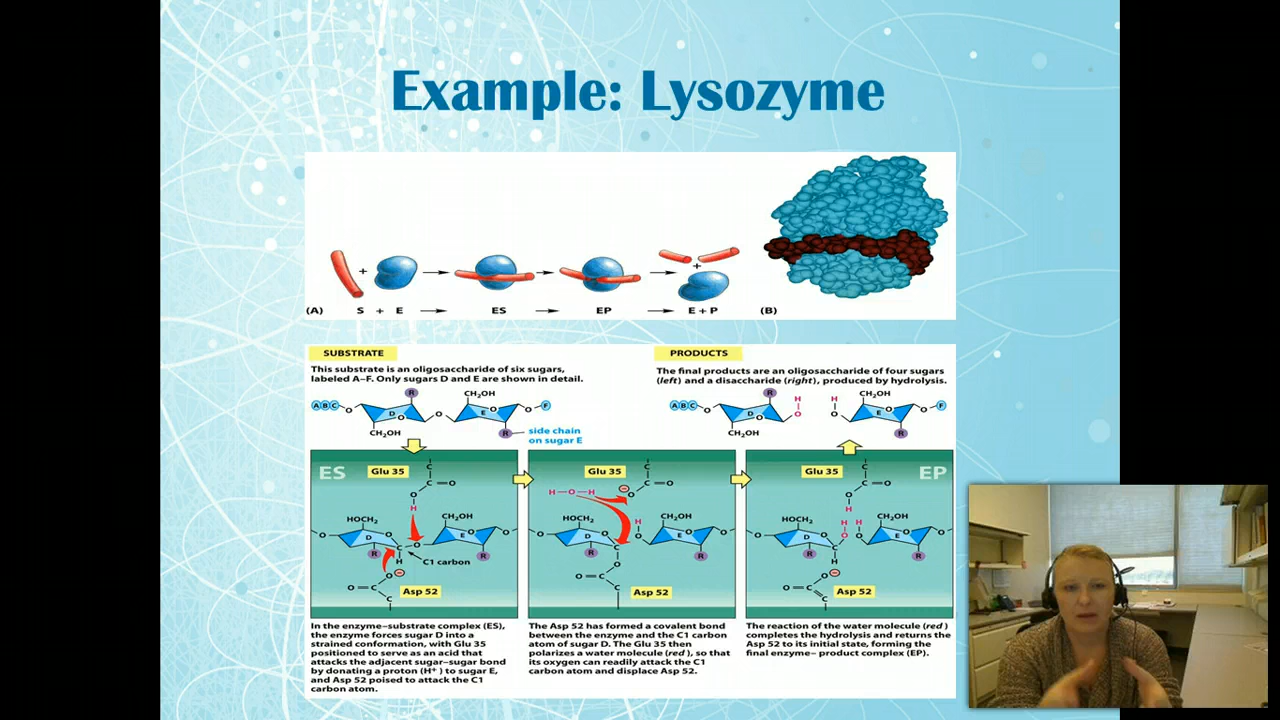 Example: Lysozyme
(A) S + E → ES → EP → E + P (B)
+
+
SUBSTRATE
This substrate is an oligosaccharide of six sugars,
labeled A–F. Only sugars D and E are shown in detail.
R CH₂OH
A B C O D O O E O O F
CH₂OH R
side chain
on sugar E
PRODUCTS
The final products are an oligosaccharide of four sugars
(left) and a disaccharide (right), produced by hydrolysis.
R H H CH₂OH
A B C O D O O O E O O F
CH₂OH R
ES
Glu 35
C
C O
O
H
HOCH₂ CH₂OH
O D O C O E O O
R H R
C1 carbon
O ⊖
C O
C
Asp 52
Glu 35
C
H O H ⊖ O C O
H
HOCH₂ O CH₂OH
D O C E O O
R H R
O
C O
C
Asp 52
EP
Glu 35
C
C O
O
H
HOCH₂ H H CH₂OH
O D O C O O E O O
R H R
O ⊖
O C
C
Asp 52
In the enzyme–substrate complex (ES),
the enzyme forces sugar D into a
strained conformation, with Glu 35
positioned to serve as an acid that
attacks the adjacent sugar–sugar bond
by donating a proton (H⁺) to sugar E,
and Asp 52 poised to attack the C1
carbon atom.
The Asp 52 has formed a covalent bond
between the enzyme and the C1 carbon
atom of sugar D. The Glu 35 then
polarizes a water molecule (red), so that
its oxygen can readily attack the C1
carbon atom and displace Asp 52.
The reaction of the water molecule (red)
completes the hydrolysis and returns the
Asp 52 to its initial state, forming the
final enzyme– product complex (EP).